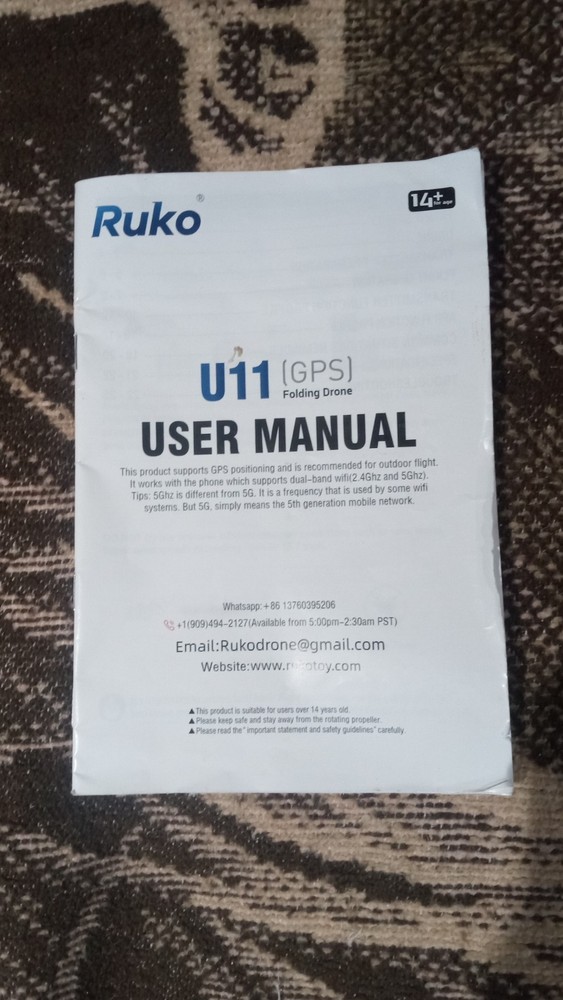 Ruko®
14+
for age
U11 (GPS)
Folding Drone
USER MANUAL
This product supports GPS positioning and is recommended for outdoor flight.
It works with the phone which supports dual-band wifi(2.4Ghz and 5Ghz).
Tips: 5Ghz is different from 5G. It is a frequency that is used by some wifi
systems. But 5G, simply means the 5th generation mobile network.
Whatsapp:+86 13760395206
+1(909)494-2127(Available from 5:00pm-2:30am PST)
Email:Rukodrone@gmail.com
▲This product is suitable for users over 14 years old.
▲Please keep safe and stay away from the rotating propeller.
▲Please read the" important statement and safety guidelines" carefully.